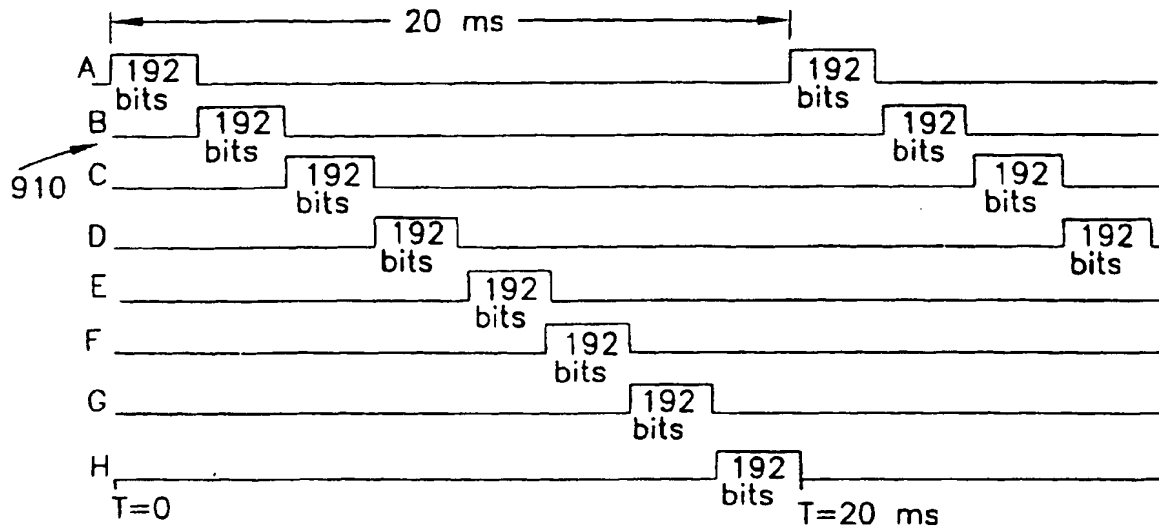 20 ms
A 192 bits 192 bits
B 192 bits 192 bits
910
C 192 bits 192 bits
D 192 bits 192 bits
E 192 bits
F 192 bits
G 192 bits
H 192 bits
T=0 T=20 ms